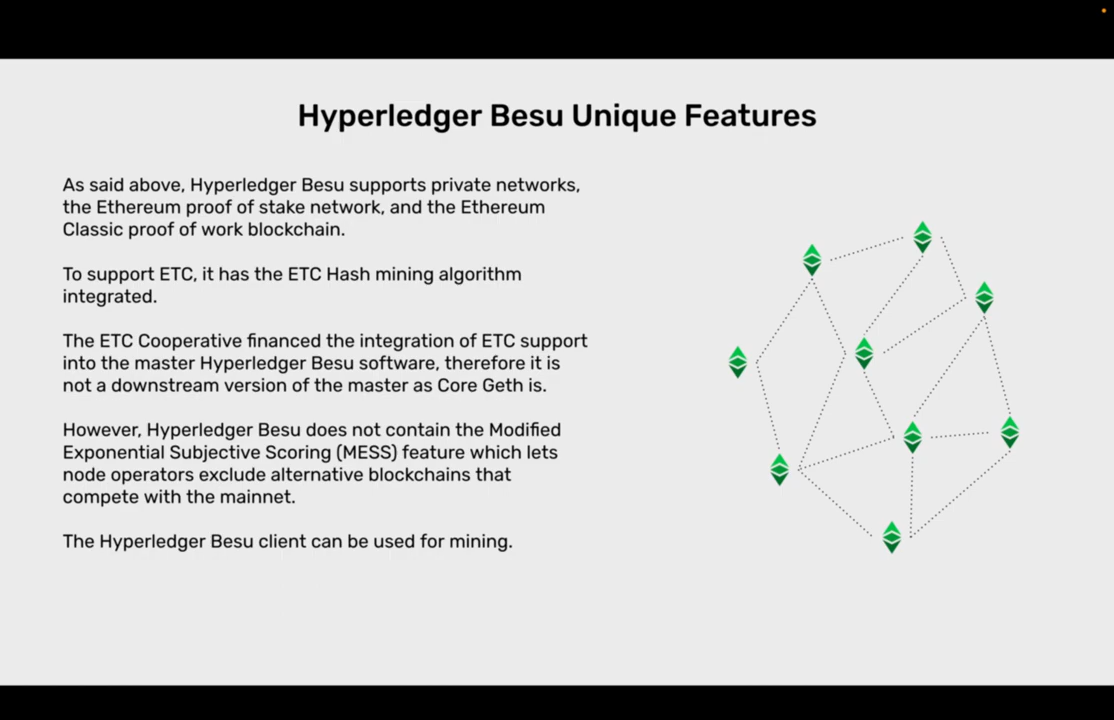 Hyperledger Besu Unique Features
As said above, Hyperledger Besu supports private networks,
the Ethereum proof of stake network, and the Ethereum
Classic proof of work blockchain.
To support ETC, it has the ETC Hash mining algorithm
integrated.
The ETC Cooperative financed the integration of ETC support
into the master Hyperledger Besu software, therefore it is
not a downstream version of the master as Core Geth is.
However, Hyperledger Besu does not contain the Modified
Exponential Subjective Scoring (MESS) feature which lets
node operators exclude alternative blockchains that
compete with the mainnet.
The Hyperledger Besu client can be used for mining.